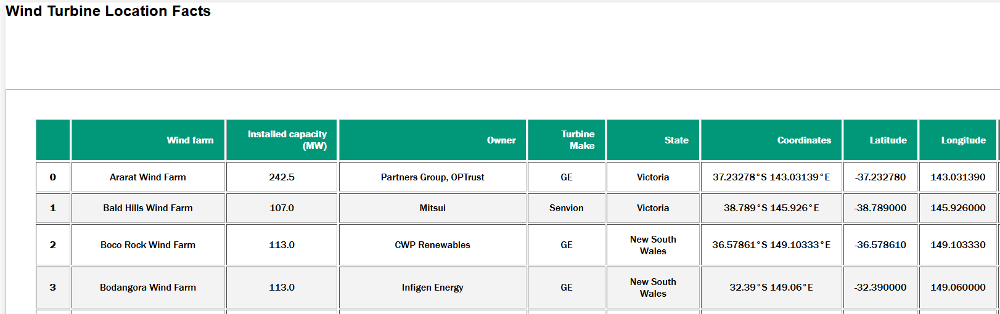 Wind Turbine Location Facts
Wind farm Installed capacity (MW) Owner Turbine Make State Coordinates Latitude Longitude
0 Ararat Wind Farm 242.5 Partners Group, OPTrust GE Victoria 37.23278°S 143.03139°E -37.232780 143.031390
1 Bald Hills Wind Farm 107.0 Mitsui Senvion Victoria 38.789°S 145.926°E -38.789000 145.926000
2 Boco Rock Wind Farm 113.0 CWP Renewables GE New South Wales 36.57861°S 149.10333°E -36.578610 149.103330
3 Bodangora Wind Farm 113.0 Infigen Energy GE New South Wales 32.39°S 149.06°E -32.390000 149.060000